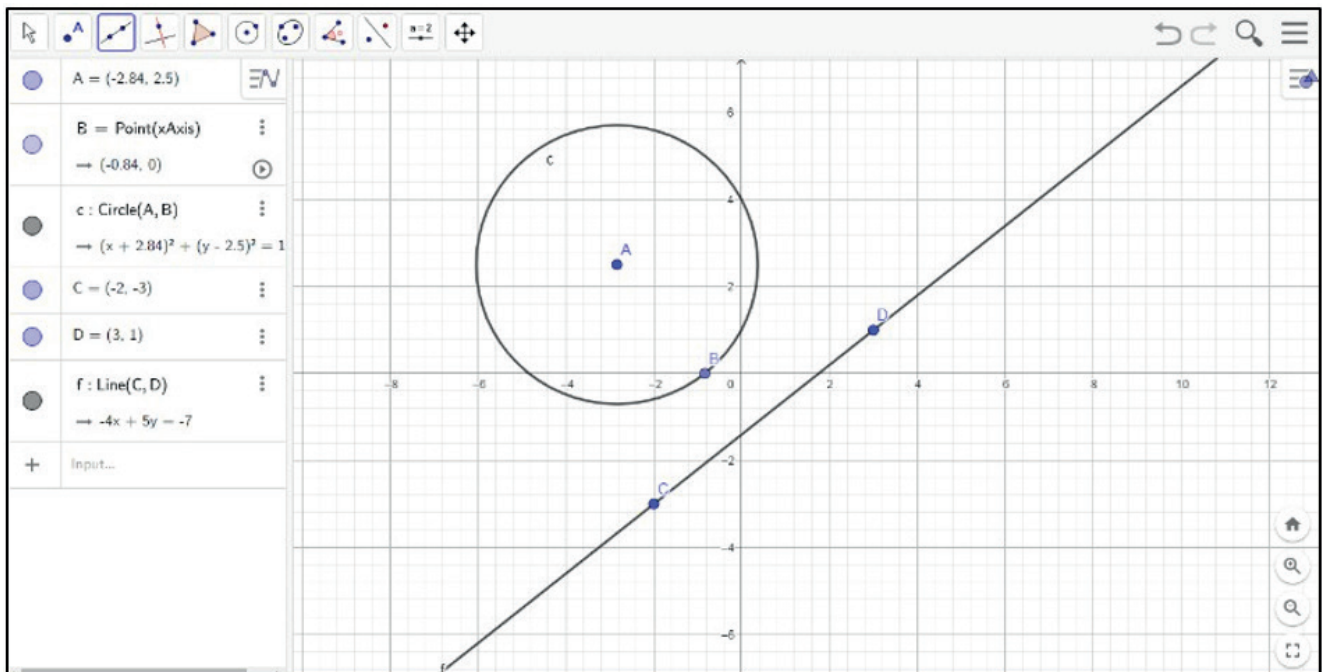 a=2
A = (-2.84, 2.5)
B = Point(xAxis)
→ (-0.84, 0)
c : Circle(A, B)
→ (x + 2.84)² + (y - 2.5)² = 1
C = (-2, -3)
D = (3, 1)
f : Line(C, D)
→ -4x + 5y = -7
+ Input...
6
c
4
A
2
D
B
-8 -6 -4 -2 0 2 4 6 8 10 12
-2
C
-4
-6
f